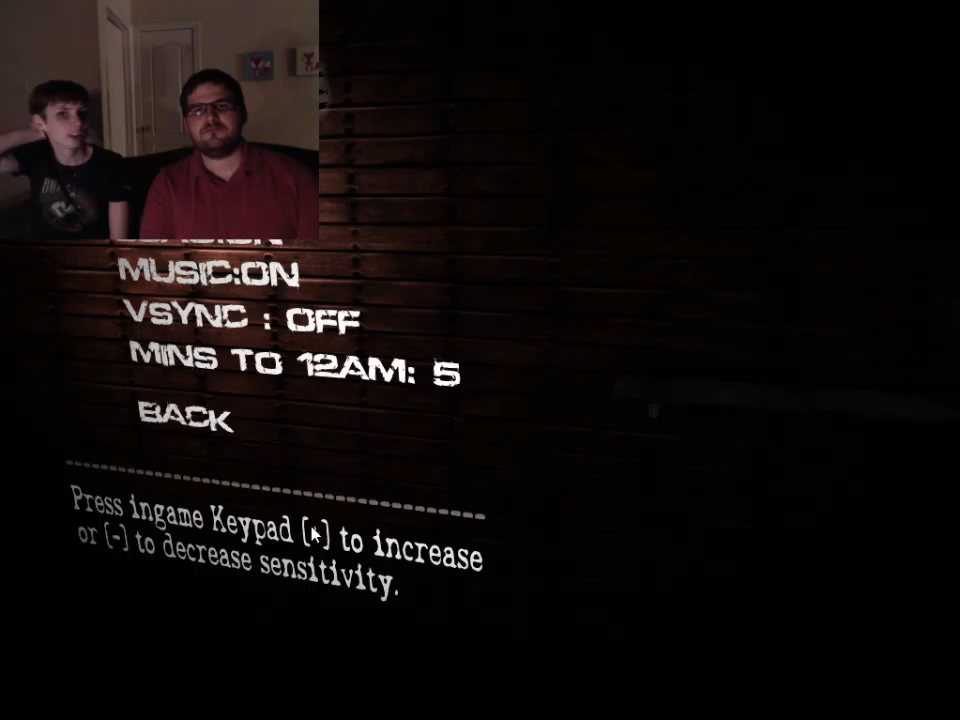 MUSIC:ON
VSYNC : OFF
MINS TO 12AM: 5
BACK
Press ingame Keypad [+] to increase
or [-] to decrease sensitivity.